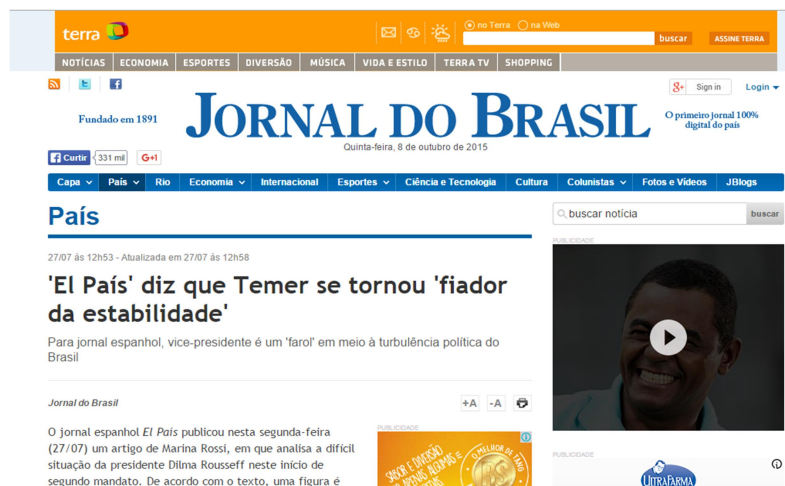 terra
no Terra na Web
buscar
ASSINE TERRA
NOTÍCIAS ECONOMIA ESPORTES DIVERSÃO MÚSICA VIDA E ESTILO TERRA TV SHOPPING
Fundado em 1891
JORNAL DO BRASIL
Quinta-feira, 8 de outubro de 2015
g+ Sign in Login
O primeiro jornal 100%
digital do país
Curtir 331 mil G+1
Capa País Rio Economia Internacional Esportes Ciência e Tecnologia Cultura Colunistas Fotos e Vídeos JBlogs
País
buscar notícia buscar
27/07 às 12h53 - Atualizada em 27/07 às 12h58
'El País' diz que Temer se tornou 'fiador
da estabilidade'
Para jornal espanhol, vice-presidente é um 'farol' em meio à turbulência política do
Brasil
Jornal do Brasil
+A -A
O jornal espanhol El País publicou nesta segunda-feira
(27/07) um artigo de Marina Rossi, em que analisa a difícil
situação da presidente Dilma Rousseff neste início de
segundo mandato. De acordo com o texto, uma figura é
PUBLICIDADE
SABOR E DIVERSÃO
O MELHOR DE
PUBLICIDADE
PUBLICIDADE
ULTRAFARMA